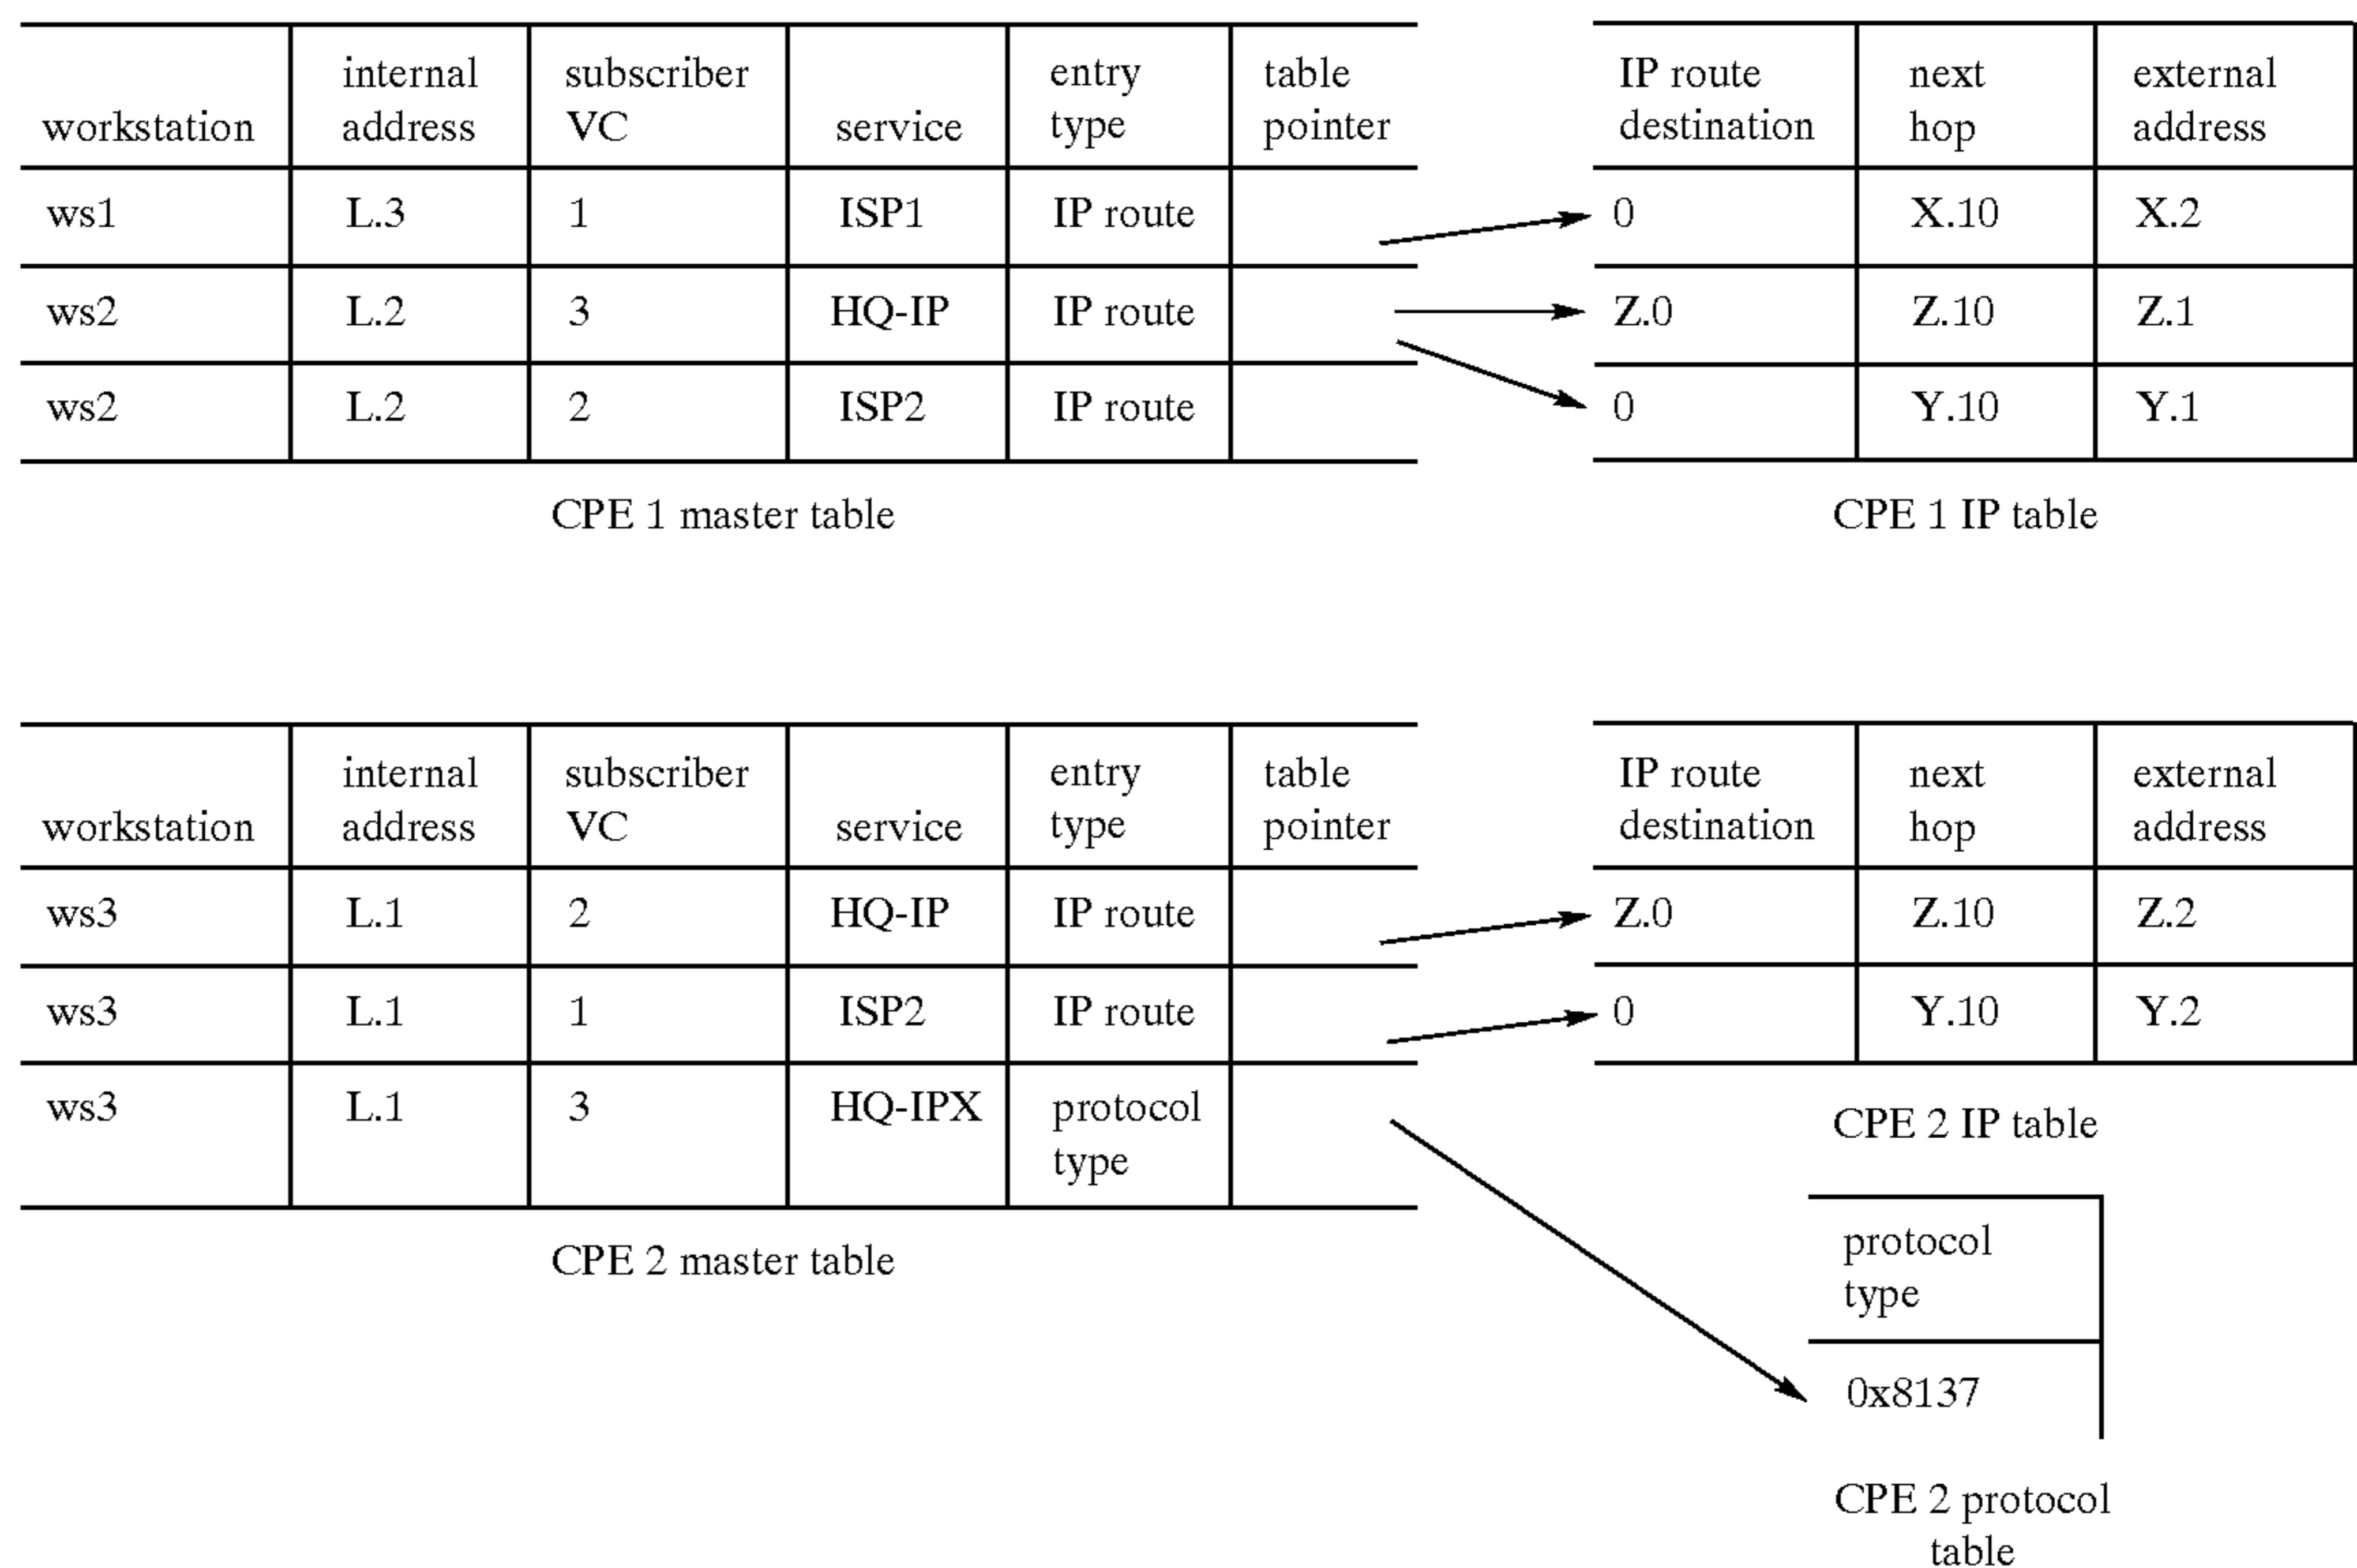 workstation internal address subscriber VC service entry type table pointer IP route destination next hop external address
ws1 L.3 1 ISP1 IP route 0 X.10 X.2
ws2 L.2 3 HQ-IP IP route Z.0 Z.10 Z.1
ws2 L.2 2 ISP2 IP route 0 Y.10 Y.1
CPE 1 master table CPE 1 IP table
workstation internal address subscriber VC service entry type table pointer IP route destination next hop external address
ws3 L.1 2 HQ-IP IP route Z.0 Z.10 Z.2
ws3 L.1 1 ISP2 IP route 0 Y.10 Y.2
ws3 L.1 3 HQ-IPX protocol type
CPE 2 IP table
CPE 2 master table
protocol
type
0x8137
CPE 2 protocol
table